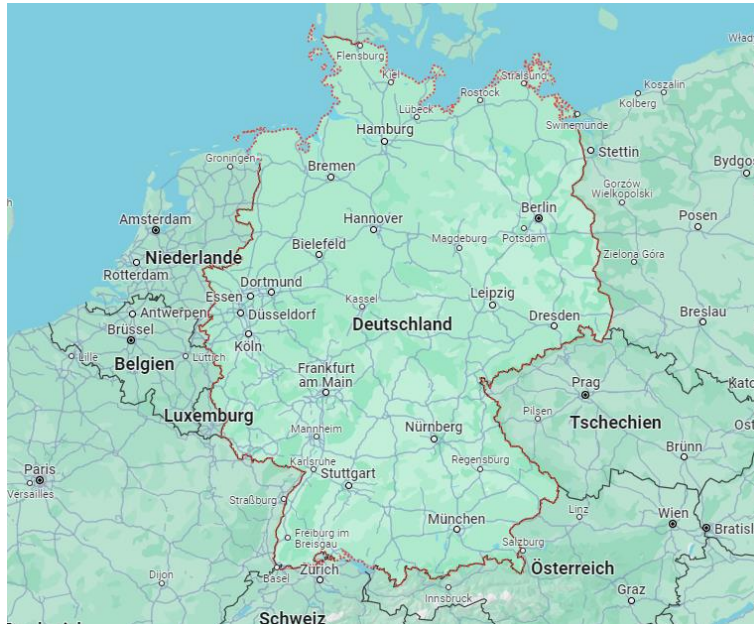 Flensburg
Kiel
Stralsund
Rostock
Lübeck
Koszalin
Kolberg
Swinemünde
Hamburg
Stettin
Groningen
Bremen
Bydgos
Gorzów
Wielkopolski
Berlin
Posen
Amsterdam
Hannover
Potsdam
Magdeburg
Bielefeld
Niederlande
Zielona Góra
Rotterdam
Dortmund
Essen
Kassel
Leipzig
Antwerpen
Düsseldorf
Deutschland
Dresden
Breslau
Brüssel
Köln
Lille
Belgien
Lüttich
Frankfurt
am Main
Prag
Kato
Luxemburg
Pilsen
Tschechien
Ost
Mannheim
Nürnberg
Brünn
Paris
Versailles
Karlsruhe
Regensburg
Stuttgart
Straßburg
Linz
Wien
München
Bratisl
Freiburg im
Breisgau
Salzburg
Basel
Zürich
Österreich
Dijon
Innsbruck
Graz
Schweiz